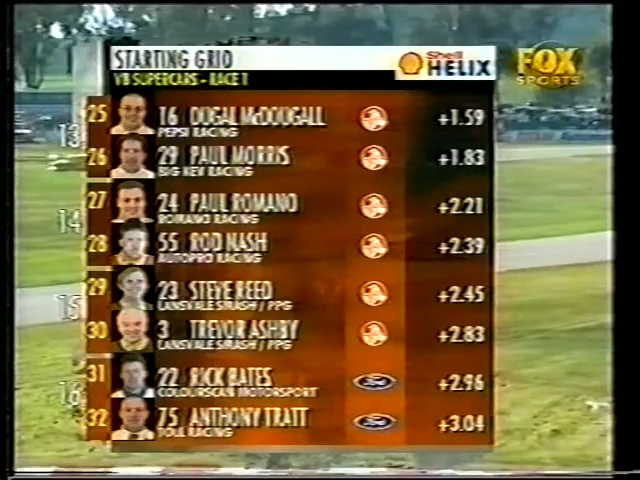 STARTING GRID
V8 SUPERCARS - RACE 1
Shell
HELIX
FOX
SPORTS
13
25 16 DUGAL McDOUGALL +1.59
PEPSI RACING
26 29 PAUL MORRIS +1.83
BIG KEV RACING
14
27 24 PAUL ROMANO +2.21
ROMANO RACING
28 55 ROD NASH +2.39
AUTOPRO RACING
15
29 23 STEVE REED +2.45
LANSVALE SMASH / PPG
30 3 TREVOR ASHBY +2.83
LANSVALE SMASH / PPG
16
31 22 RICK BATES Ford +2.96
COLOURSCAN MOTORSPORT
32 75 ANTHONY TRATT Ford +3.04
TOLL RACING